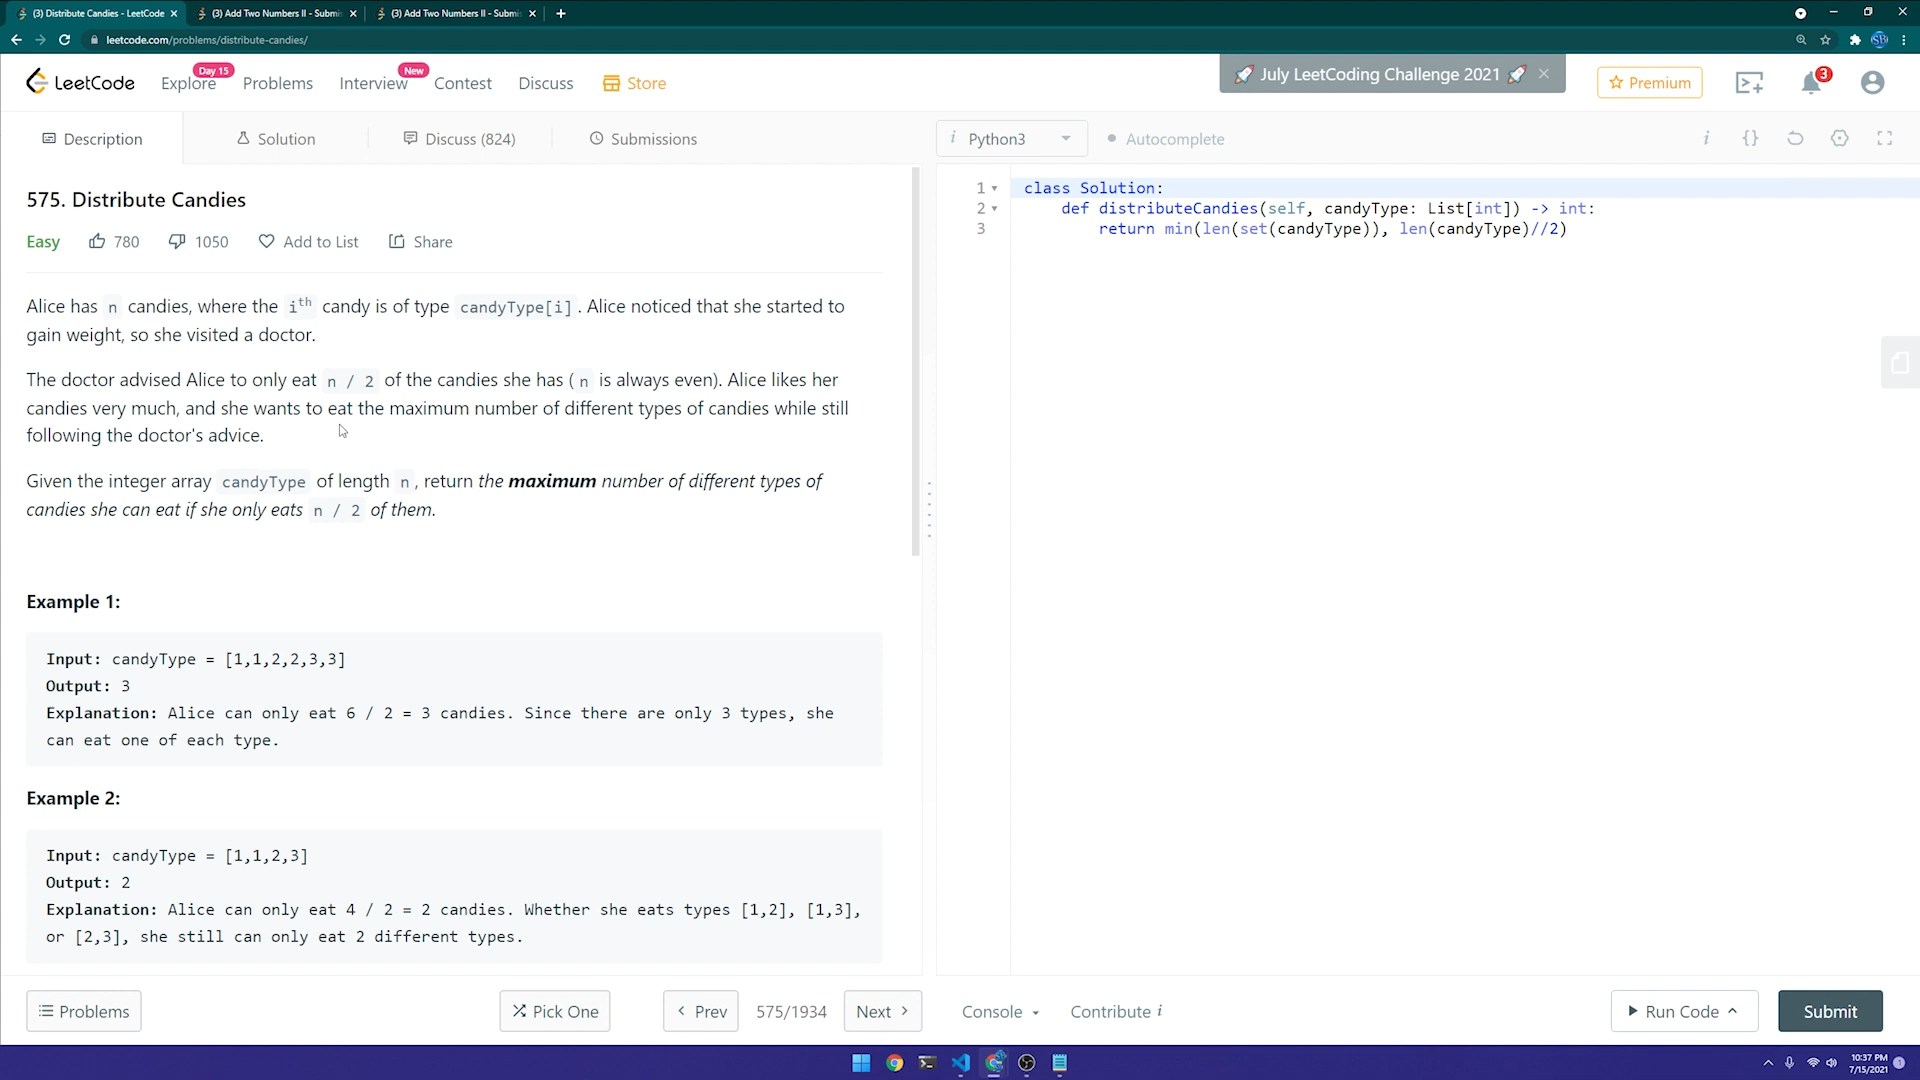 (3) Distribute Candies - LeetCode
(3) Add Two Numbers II - Submis
(3) Add Two Numbers II - Submis
leetcode.com/problems/distribute-candies/
LeetCode
Explore
Day 15
Problems
Interview
New
Contest
Discuss
Store
July LeetCoding Challenge 2021
Premium
3
Description
Solution
Discuss (824)
Submissions
i Python3
Autocomplete
575. Distribute Candies
Easy 780 1050 Add to List Share
Alice has n candies, where the ith candy is of type candyType[i]. Alice noticed that she started to
gain weight, so she visited a doctor.
The doctor advised Alice to only eat n / 2 of the candies she has (n is always even). Alice likes her
candies very much, and she wants to eat the maximum number of different types of candies while still
following the doctor's advice.
Given the integer array candyType of length n, return the maximum number of different types of
candies she can eat if she only eats n / 2 of them.
Example 1:
Input: candyType = [1,1,2,2,3,3]
Output: 3
Explanation: Alice can only eat 6 / 2 = 3 candies. Since there are only 3 types, she
can eat one of each type.
Example 2:
Input: candyType = [1,1,2,3]
Output: 2
Explanation: Alice can only eat 4 / 2 = 2 candies. Whether she eats types [1,2], [1,3],
or [2,3], she still can only eat 2 different types.
1 class Solution:
2 def distributeCandies(self, candyType: List[int]) -> int:
3 return min(len(set(candyType)), len(candyType)//2)
Problems
Pick One
Prev
575/1934
Next
Console
Contribute i
Run Code
Submit
10:37 PM
7/15/2021